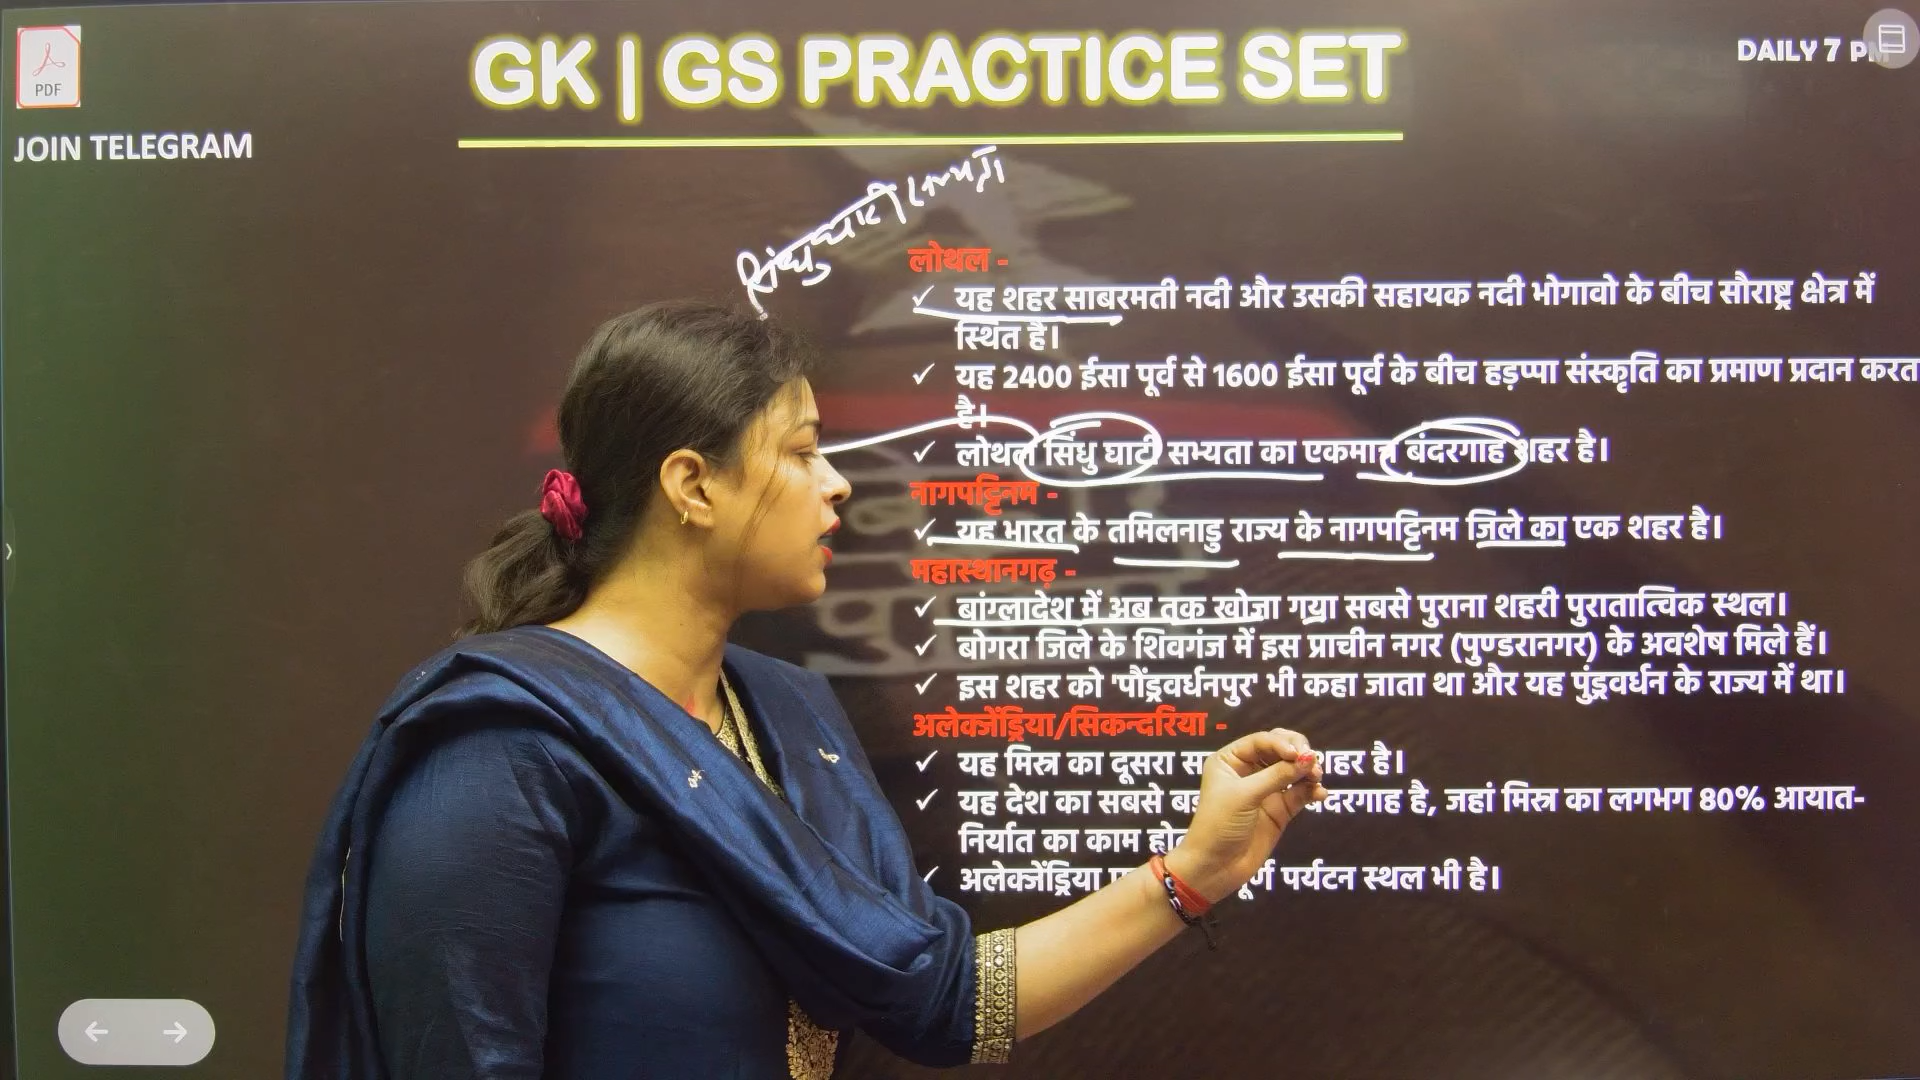 GK | GS PRACTICE SET
DAILY 7 PM
PDF
JOIN TELEGRAM
सिंधु घाटी
लोथल -
✓ यह शहर साबरमती नदी और उसकी सहायक नदी भोगावो के बीच सौराष्ट्र क्षेत्र में
स्थित है।
✓ यह 2400 ईसा पूर्व से 1600 ईसा पूर्व के बीच हड़प्पा संस्कृति का प्रमाण प्रदान करत
है।
✓ लोथल सिंधु घाटी सभ्यता का एकमात्र बंदरगाह शहर है।
नागपट्टिनम -
✓ यह भारत के तमिलनाडु राज्य के नागपट्टिनम जिले का एक शहर है।
महास्थानगढ़ -
✓ बांग्लादेश में अब तक खोजा गया सबसे पुराना शहरी पुरातात्विक स्थल।
✓ बोगरा जिले के शिवगंज में इस प्राचीन नगर (पुण्डरानगर) के अवशेष मिले हैं।
✓ इस शहर को 'पौंड्रवर्धनपुर' भी कहा जाता था और यह पुंड्रवर्धन के राज्य में था।
अलेक्जेंड्रिया/सिकन्दरिया -
✓ यह मिस्र का दूसरा शहर है।
✓ यह देश का सबसे बंदरगाह है, जहां मिस्र का लगभग 80% आयात-
निर्यात का काम
✓ अलेक्जेंड्रिया पर्यटन स्थल भी है।